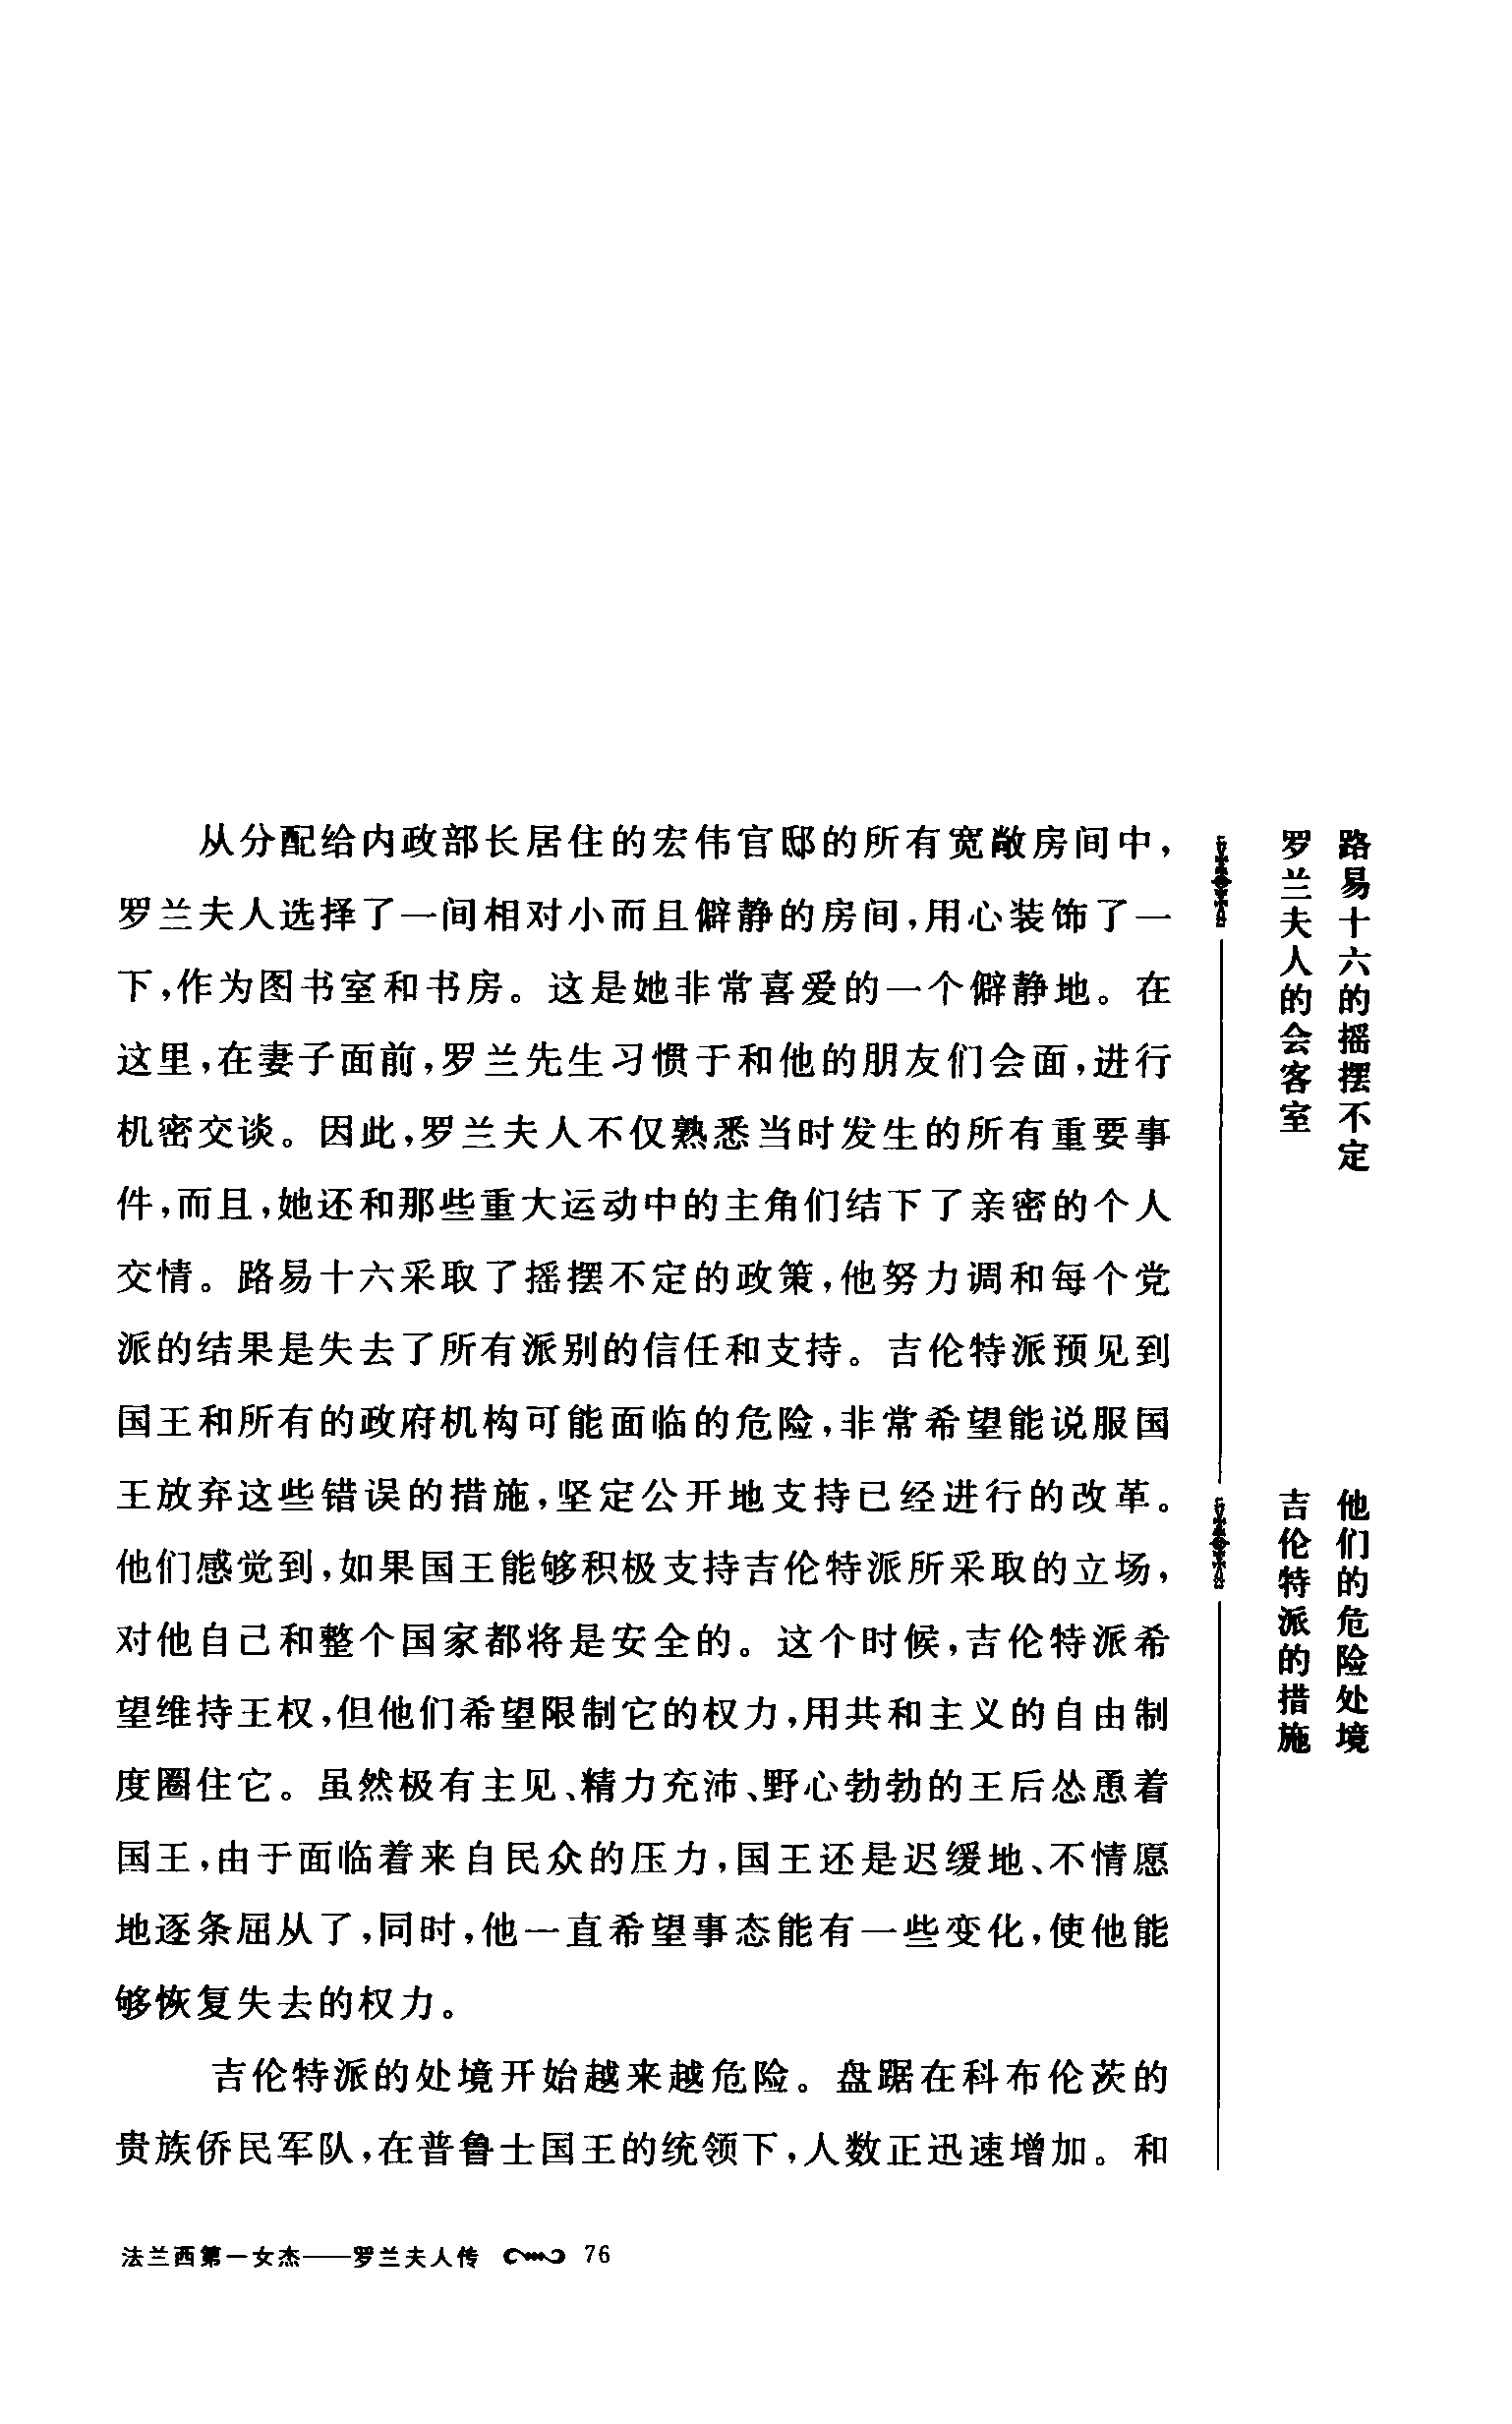 从分配给内政部长居住的宏伟官邸的所有宽敞房间中，
罗兰夫人选择了一间相对小而且僻静的房间，用心装饰了一
下，作为图书室和书房。这是她非常喜爱的一个僻静地。在
这里，在妻子面前，罗兰先生习惯于和他的朋友们会面，进行
机密交谈。因此，罗兰夫人不仅熟悉当时发生的所有重要事
件，而且，她还和那些重大运动中的主角们结下了亲密的个人
交情。路易十六采取了摇摆不定的政策，他努力调和每个党
派的结果是失去了所有派别的信任和支持。吉伦特派预见到
国王和所有的政府机构可能面临的危险，非常希望能说服国
王放弃这些错误的措施，坚定公开地支持已经进行的改革。
他们感觉到，如果国王能够积极支持吉伦特派所采取的立场，
对他自己和整个国家都将是安全的。这个时候，吉伦特派希
望维持王权，但他们希望限制它的权力，用共和主义的自由制
度圈住它。虽然极有主见、精力充沛、野心勃勃的王后怂恿着
国王，由于面临着来自民众的压力，国王还是迟缓地、不情愿
地逐条屈从了，同时，他一直希望事态能有一些变化，使他能
够恢复失去的权力。
吉伦特派的处境开始越来越危险。盘踞在科布伦茨的
贵族侨民军队，在普鲁士国王的统领下，人数正迅速增加。和
罗兰夫人的会客室
路易十六的摇摆不定
吉伦特派的措施
他们的危险处境
法兰西第一女杰——罗兰夫人传 76